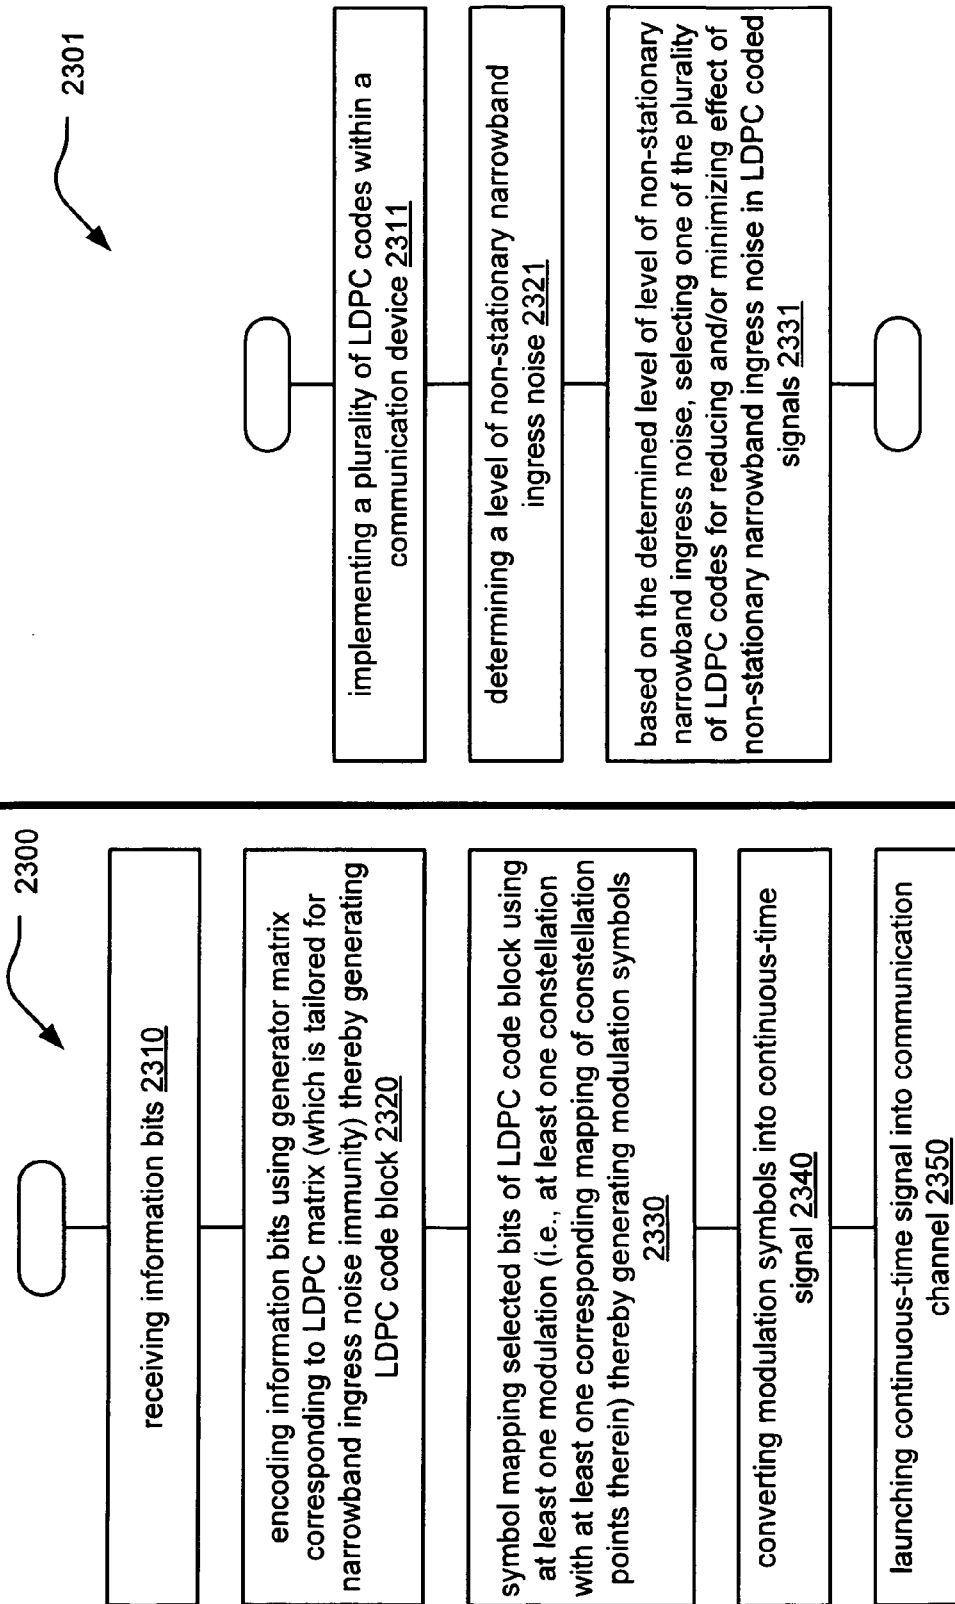 2300
receiving information bits 2310
encoding information bits using generator matrix
corresponding to LDPC matrix (which is tailored for
narrowband ingress noise immunity) thereby generating
LDPC code block 2320
symbol mapping selected bits of LDPC code block using
at least one modulation (i.e., at least one constellation
with at least one corresponding mapping of constellation
points therein) thereby generating modulation symbols
2330
converting modulation symbols into continuous-time
signal 2340
launching continuous-time signal into communication
channel 2350
2301
implementing a plurality of LDPC codes within a
communication device 2311
determining a level of non-stationary narrowband
ingress noise 2321
based on the determined level of level of non-stationary
narrowband ingress noise, selecting one of the plurality
of LDPC codes for reducing and/or minimizing effect of
non-stationary narrowband ingress noise in LDPC coded
signals 2331